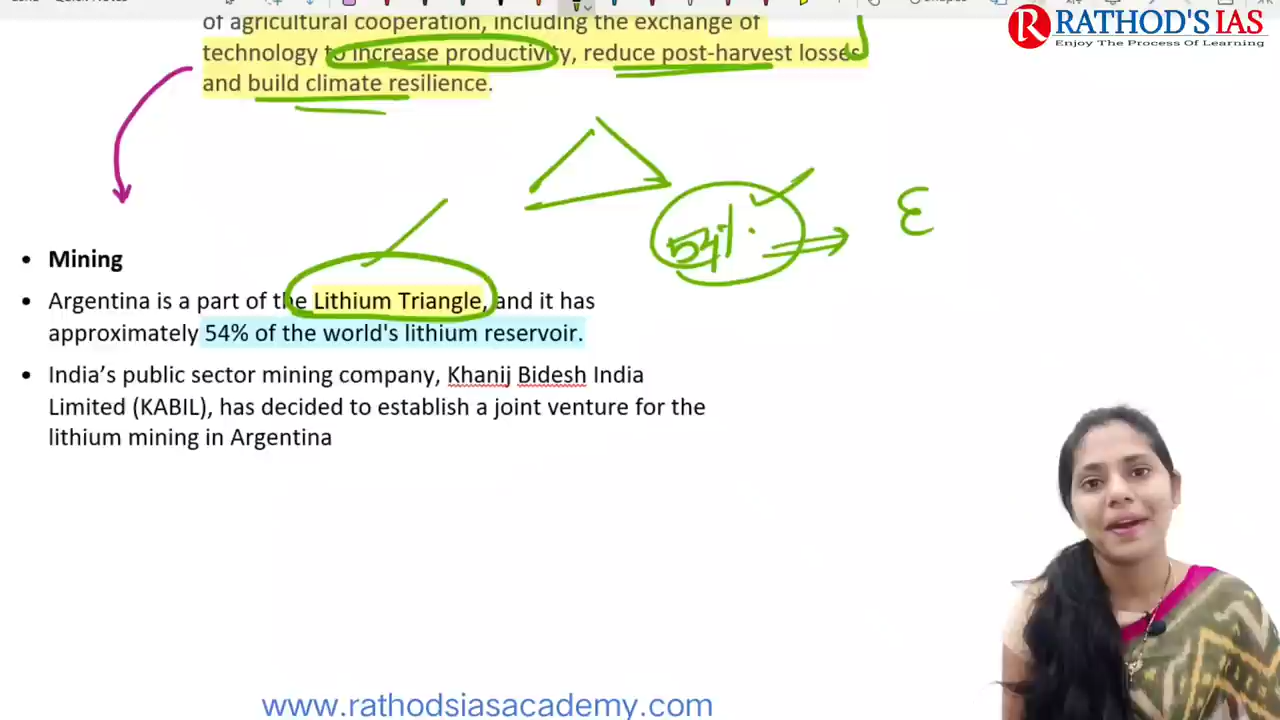 RATHOD'S IAS
Enjoy The Process Of Learning
of agricultural cooperation, including the exchange of
technology to increase productivity, reduce post-harvest losses
and build climate resilience.
54%
ε
• Mining
• Argentina is a part of the Lithium Triangle, and it has
approximately 54% of the world's lithium reservoir.
• India’s public sector mining company, Khanij Bidesh India
Limited (KABIL), has decided to establish a joint venture for the
lithium mining in Argentina
www.rathodsiasacademy.com